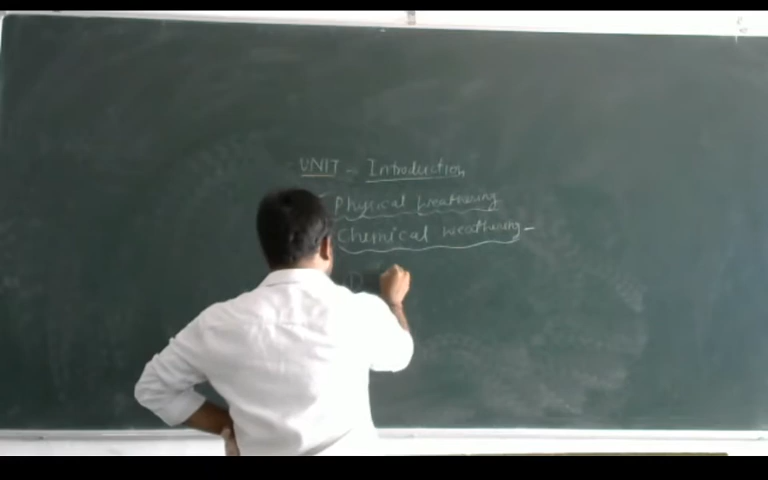 UNIT - Introduction
Physical weathering
Chemical weathering -